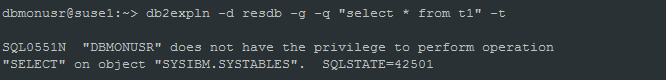 dbmonusr@suse1:~> db2expln -d resdb -g -q "select * from t1" -t
SQL0551N  "DBMONUSR" does not have the privilege to perform operation
"SELECT" on object "SYSIBM.SYSTABLES".  SQLSTATE=42501